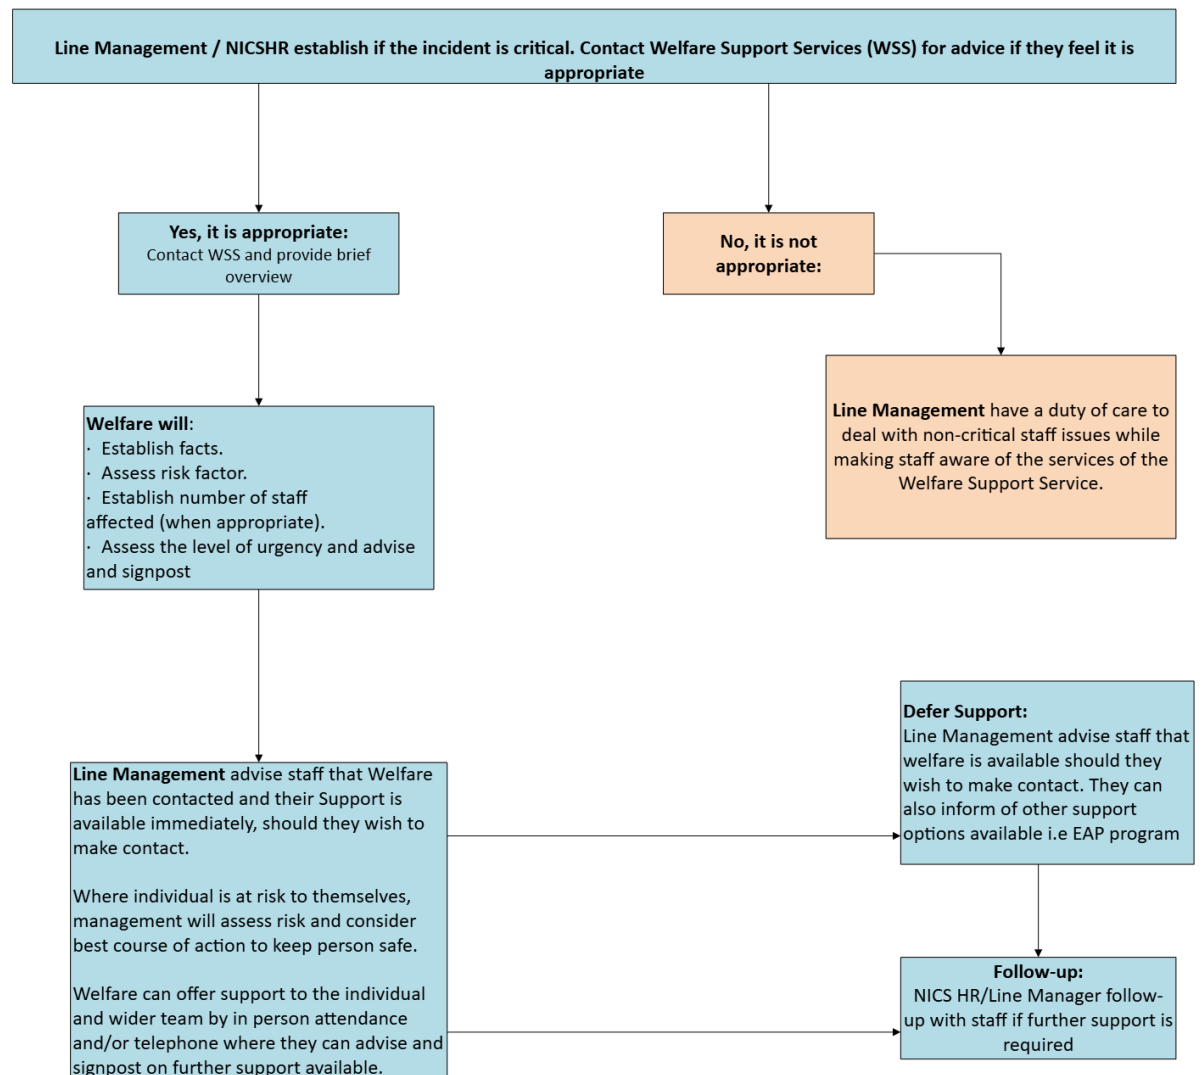 Line Management / NICSHR establish if the incident is critical. Contact Welfare Support Services (WSS) for advice if they feel it is
appropriate
Yes, it is appropriate:
Contact WSS and provide brief
overview
No, it is not
appropriate:
Line Management have a duty of care to
deal with non-critical staff issues while
making staff aware of the services of the
Welfare Support Service.
Welfare will:
· Establish facts.
· Assess risk factor.
· Establish number of staff
affected (when appropriate).
· Assess the level of urgency and advise
and signpost
Line Management advise staff that Welfare
has been contacted and their Support is
available immediately, should they wish to
make contact.
Where individual is at risk to themselves,
management will assess risk and consider
best course of action to keep person safe.
Welfare can offer support to the individual
and wider team by in person attendance
and/or telephone where they can advise and
signpost on further support available.
Defer Support:
Line Management advise staff that
welfare is available should they
wish to make contact. They can
also inform of other support
options available i.e EAP program
Follow-up:
NICS HR/Line Manager follow-
up with staff if further support is
required